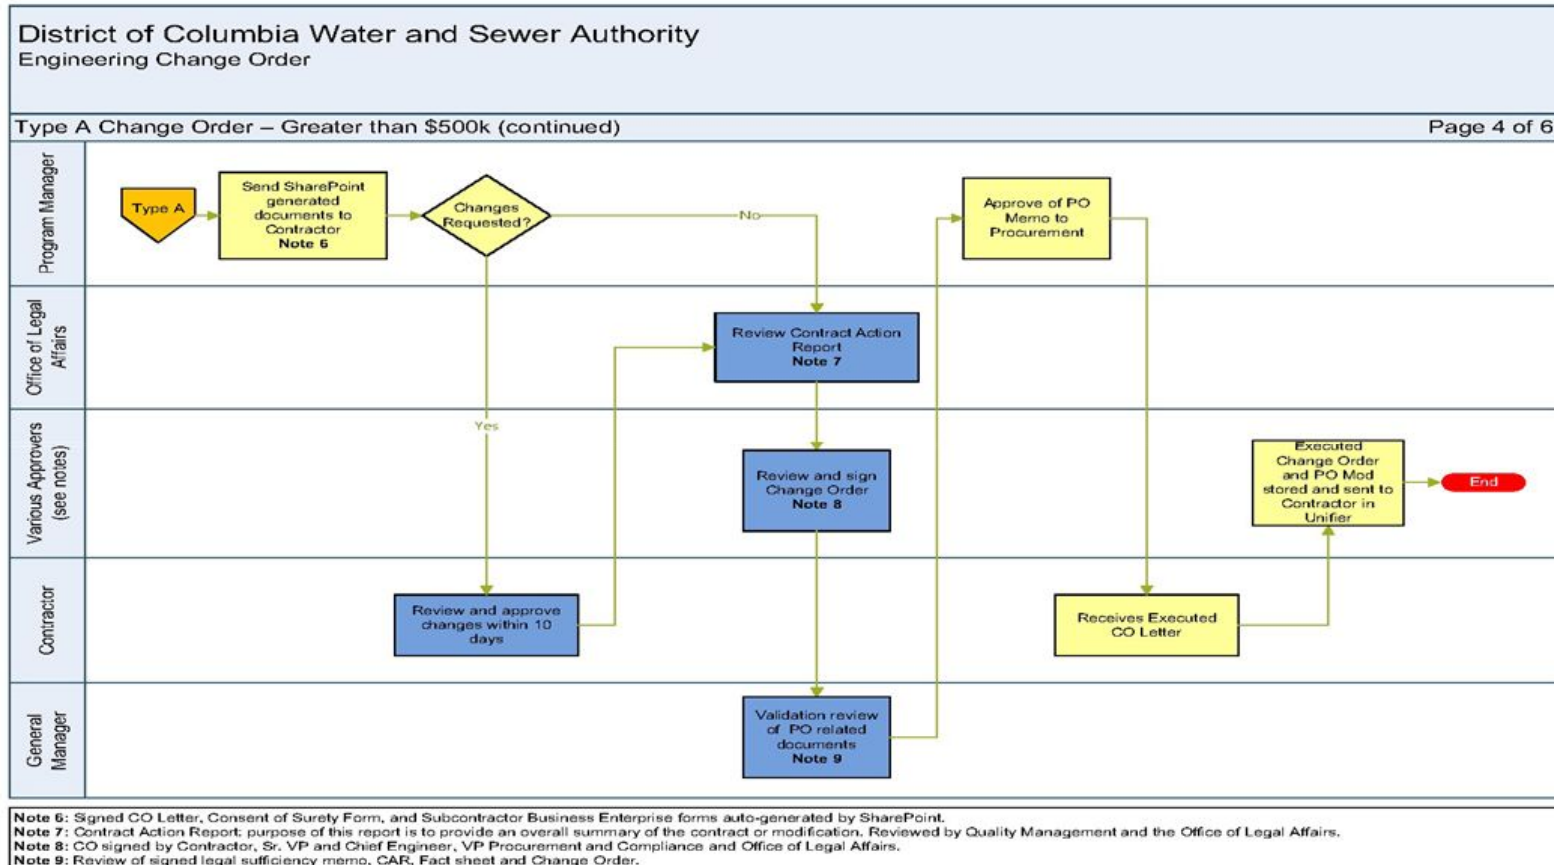 District of Columbia Water and Sewer Authority
Engineering Change Order
Type A Change Order – Greater than $500k (continued)
Page 4 of 6
Program Manager
Type A
Send SharePoint
generated
documents to
Contractor
Note 6
Changes
Requested?
No
Approve of PO
Memo to
Procurement
Office of Legal
Affairs
Review Contract Action
Report
Note 7
Various Approvers
(see notes)
Yes
Review and sign
Change Order
Note 8
Executed
Change Order
and PO Mod
stored and sent to
Contractor in
Unifier
End
Contractor
Review and approve
changes within 10
days
Receives Executed
CO Letter
General
Manager
Validation review
of PO related
documents
Note 9
Note 6: Signed CO Letter, Consent of Surety Form, and Subcontractor Business Enterprise forms auto-generated by SharePoint.
Note 7: Contract Action Report; purpose of this report is to provide an overall summary of the contract or modification. Reviewed by Quality Management and the Office of Legal Affairs.
Note 8: CO signed by Contractor, Sr. VP and Chief Engineer, VP Procurement and Compliance and Office of Legal Affairs.
Note 9: Review of signed legal sufficiency memo, CAR, Fact sheet and Change Order.